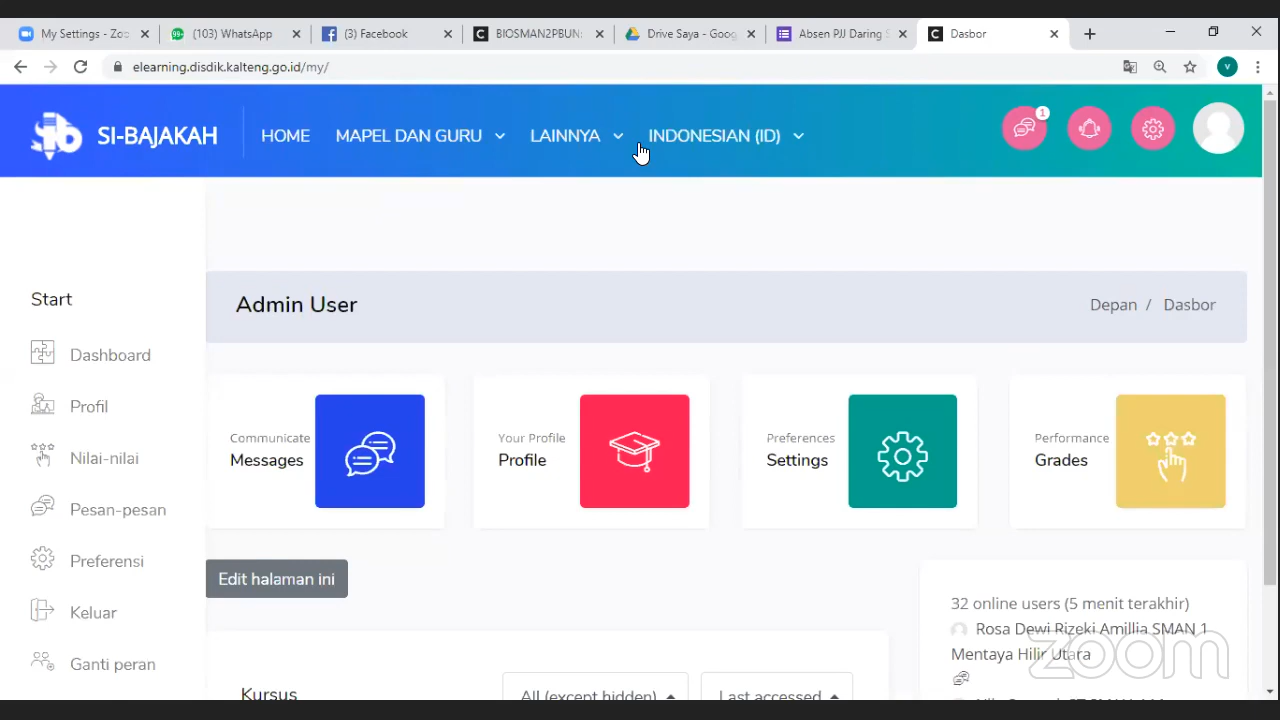 My Settings - Zoo
(103) WhatsApp
(3) Facebook
BIOSMAN2PBUN:
Drive Saya - Goog
Absen PJJ Daring S
Dasbor
elearning.disdik.kalteng.go.id/my/
V
SI-BAJAKAH
HOME
MAPEL DAN GURU
LAINNYA
INDONESIAN (ID)
1
Start
Dashboard
Profil
Nilai-nilai
Pesan-pesan
Preferensi
Keluar
Ganti peran
Admin User
Depan / Dasbor
Communicate
Messages
Your Profile
Profile
Preferences
Settings
Performance
Grades
Edit halaman ini
Kursus
All (except hidden)
Last accessed
32 online users (5 menit terakhir)
Rosa Dewi Rizeki Amillia SMAN 1
Mentaya Hilir Utara
zoom